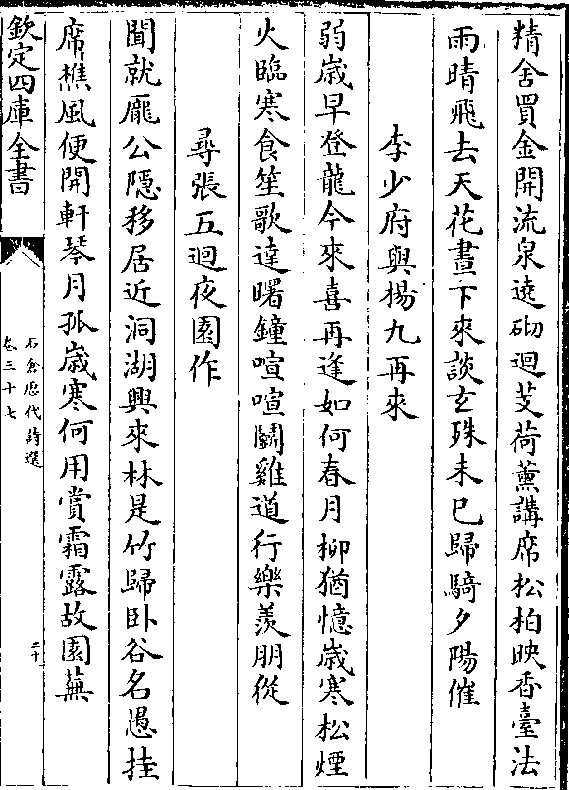 精舍買金開流泉遶砌迴芰荷薰講席松柏映香臺法
雨晴飛去天花晝下來談玄殊未已歸騎夕陽催
李少府與楊九再來
弱歲早登龍今來喜再逢如何春月柳猶憶歲寒松煙
火臨寒食笙歌達曙鐘喧喧鬬雞道行樂羨朋從
尋張五迴夜園作
聞就龐公隱移居近洞湖興來林是竹歸卧谷名愚挂
席樵風便開軒琴月孤歲寒何用賞霜露故園蕪
欽定四庫全書
石倉歷代詩選
卷三十七
二十